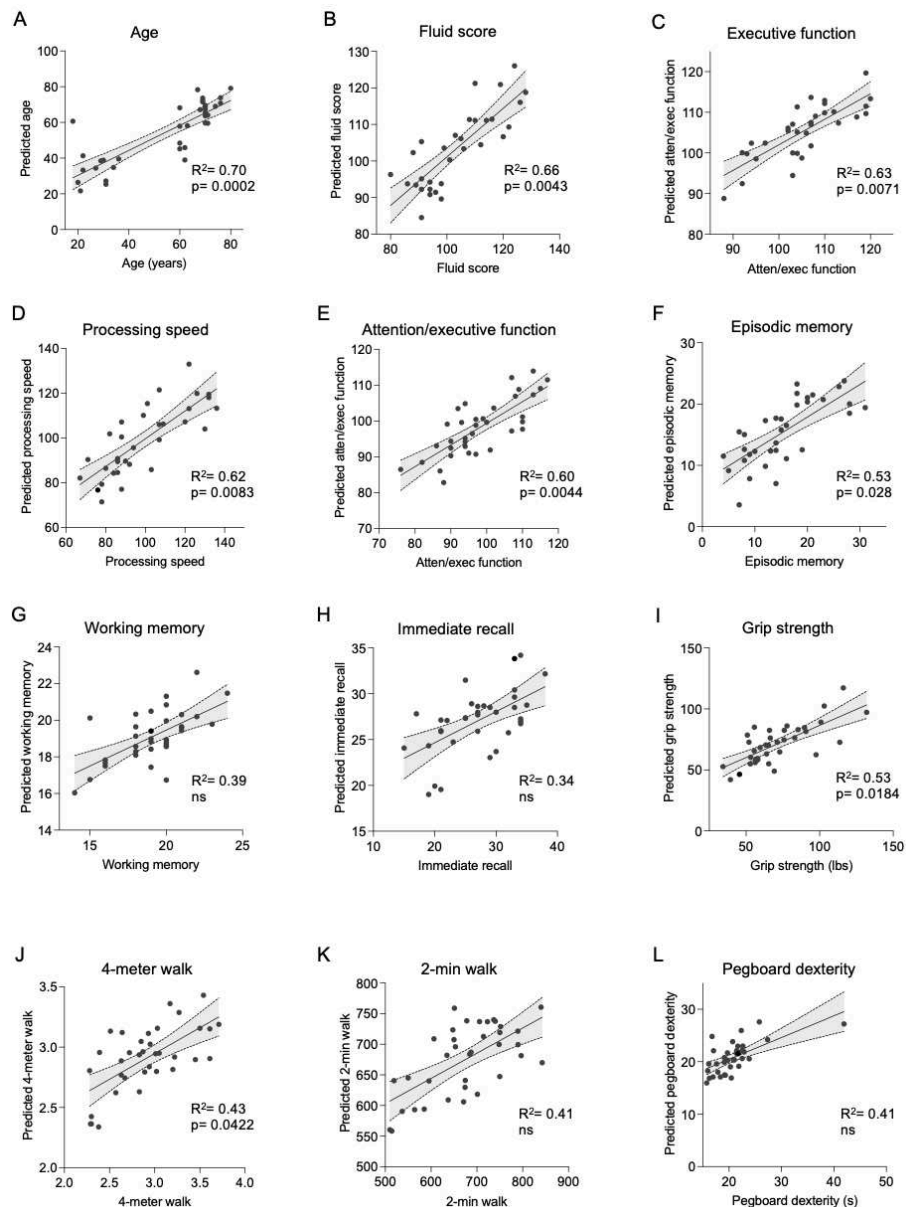 A
Age
Predicted age
100
80
60
40
20
0
R²= 0.70
p= 0.0002
20
40
60
80
Age (years)
B
Fluid score
Predicted fluid score
130
120
110
100
90
80
R²= 0.66
p= 0.0043
80
100
120
140
Fluid score
C
Executive function
Predicted atten/exec function
120
110
100
90
80
R²= 0.63
p= 0.0071
90
100
110
120
Atten/exec function
D
Processing speed
Predicted processing speed
140
120
100
80
60
R²= 0.62
p= 0.0083
60
80
100
120
140
Processing speed
E
Attention/executive function
Predicted atten/exec function
120
110
100
90
80
70
R²= 0.60
p= 0.0044
70
80
90
100
110
120
Atten/exec function
F
Episodic memory
Predicted episodic memory
30
20
10
0
R²= 0.53
p= 0.028
0
10
20
30
Episodic memory
G
Working memory
Predicted working memory
24
22
20
18
16
14
R²= 0.39
ns
15
20
25
Working memory
H
Immediate recall
Predicted immediate recall
35
30
25
20
15
R²= 0.34
ns
10
20
30
40
Immediate recall
I
Grip strength
Predicted grip strength
150
100
50
0
R²= 0.53
p= 0.0184
50
100
150
Grip strength (lbs)
J
4-meter walk
Predicted 4-meter walk
3.5
3.0
2.5
2.0
R²= 0.43
p= 0.0422
2.0
2.5
3.0
3.5
4.0
4-meter walk
K
2-min walk
Predicted 2-min walk
800
750
700
650
600
550
500
R²= 0.41
ns
500
600
700
800
900
2-min walk
L
Pegboard dexterity
Predicted pegboard dexterity
30
20
10
0
R²= 0.41
ns
20
30
40
50
Pegboard dexterity (s)